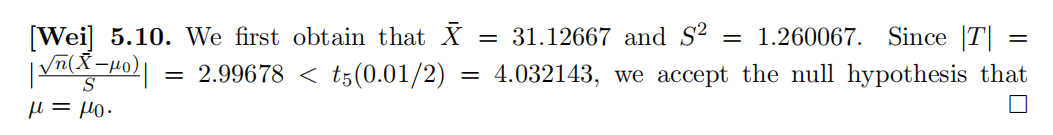 [Wei] 5.10. We first obtain that X̄ = 31.12667 and S² = 1.260067. Since |T| =
|√n(X̄−μ₀)/S| = 2.99678 < t₅(0.01/2) = 4.032143, we accept the null hypothesis that
μ = μ₀. □